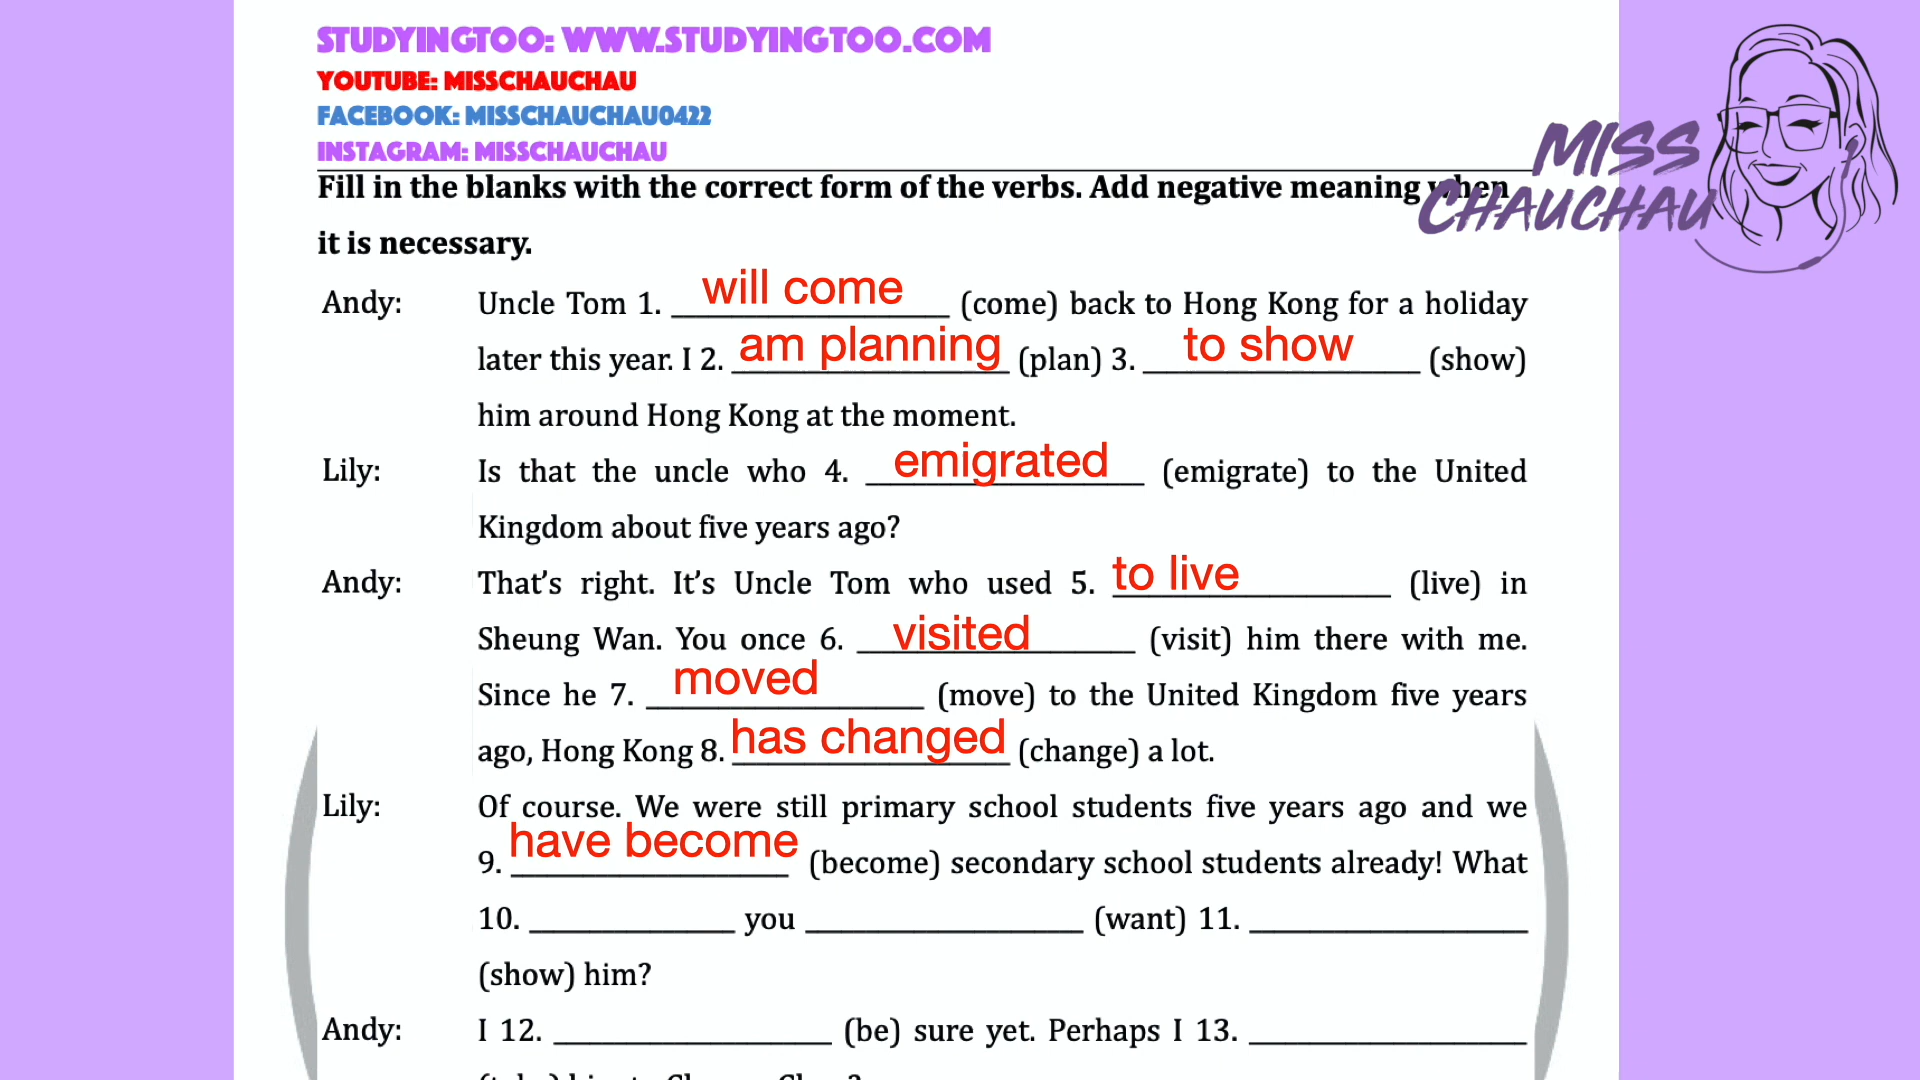 STUDYINGTOO: WWW.STUDYINGTOO.COM
YOUTUBE: MISSCHAUCHAU
FACEBOOK: MISSCHAUCHAU0422
INSTAGRAM: MISSCHAUCHAU
MISS
CHAUCHAU
Fill in the blanks with the correct form of the verbs. Add negative meaning when
it is necessary.
Andy: Uncle Tom 1. will come (come) back to Hong Kong for a holiday
later this year. I 2. am planning (plan) 3. to show (show)
him around Hong Kong at the moment.
Lily: Is that the uncle who 4. emigrated (emigrate) to the United
Kingdom about five years ago?
Andy: That’s right. It’s Uncle Tom who used 5. to live (live) in
Sheung Wan. You once 6. visited (visit) him there with me.
Since he 7. moved (move) to the United Kingdom five years
ago, Hong Kong 8. has changed (change) a lot.
Lily: Of course. We were still primary school students five years ago and we
9. have become (become) secondary school students already! What
10. ____________ you ________________ (want) 11. ________________
(show) him?
Andy: I 12. ________________ (be) sure yet. Perhaps I 13. ________________